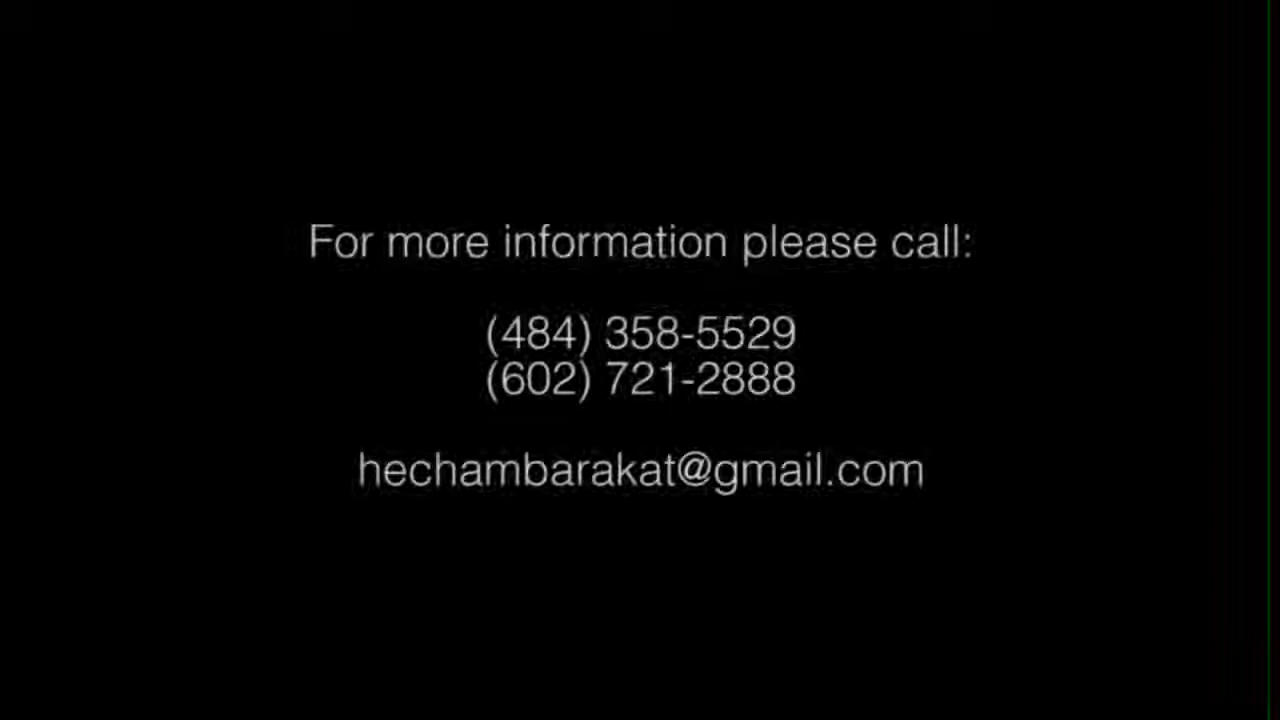 For more information please call:
(484) 358-5529
(602) 721-2888
hechambarakat@gmail.com